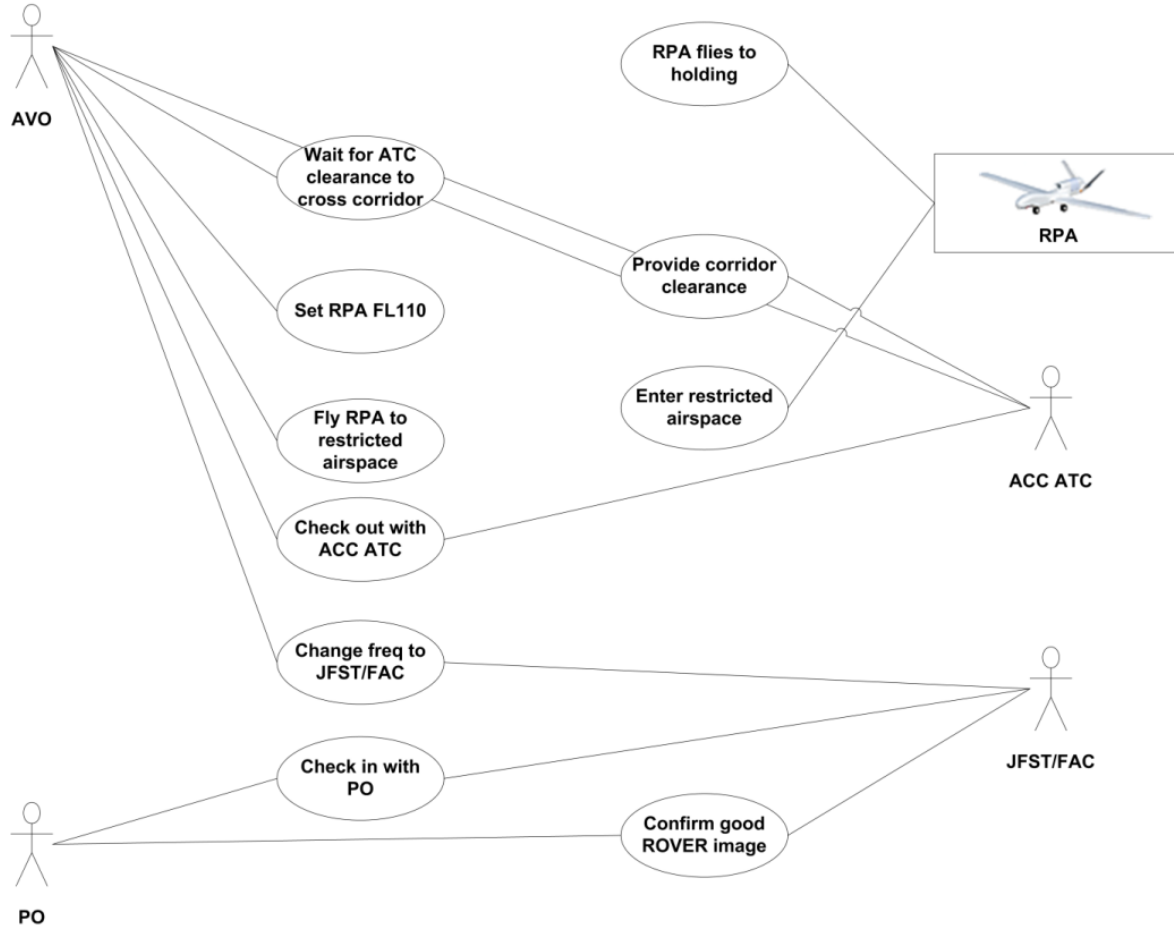 AVO
RPA flies to
holding
Wait for ATC
clearance to
cross corridor
RPA
Provide corridor
clearance
Set RPA FL110
Enter restricted
airspace
Fly RPA to
restricted
airspace
ACC ATC
Check out with
ACC ATC
Change freq to
JFST/FAC
JFST/FAC
Check in with
PO
Confirm good
ROVER image
PO